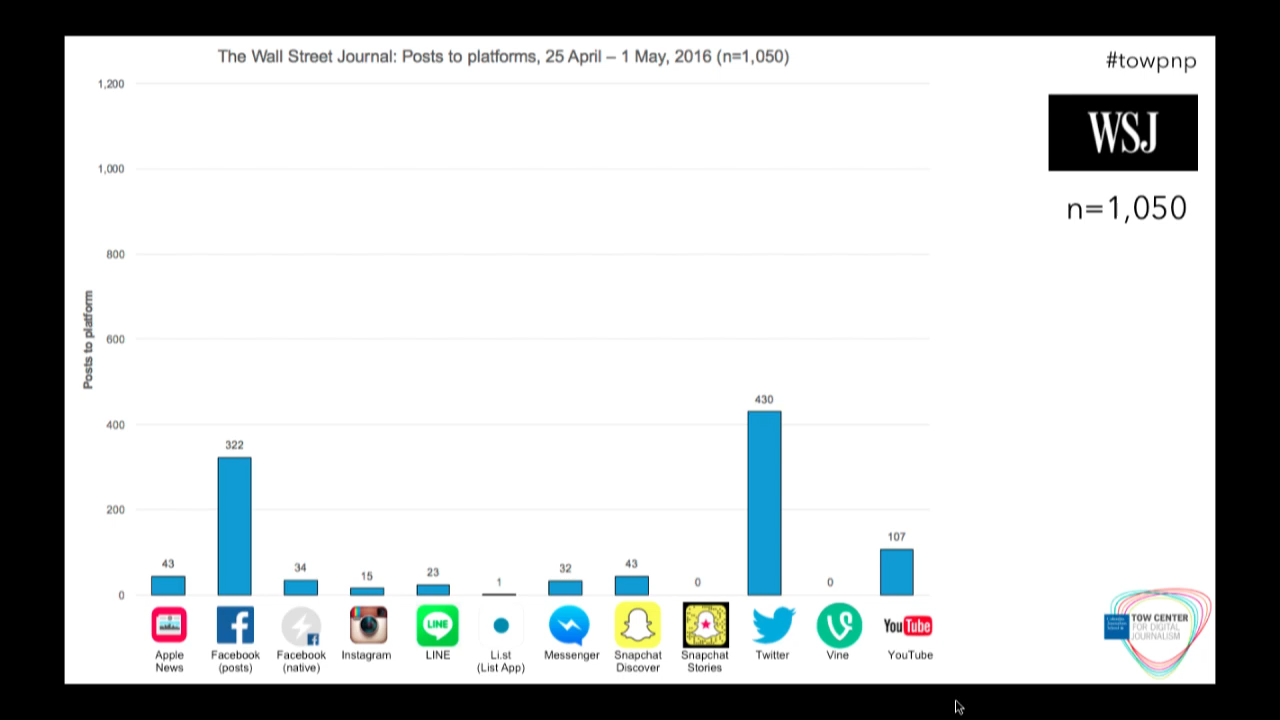 The Wall Street Journal: Posts to platforms, 25 April – 1 May, 2016 (n=1,050)
#towpnp
WSJ
n=1,050
Posts to platform
1,200
1,000
800
600
400
200
0
43
322
34
15
23
1
32
43
0
430
0
107
LINE
You Tube
Apple
News
Facebook
(posts)
Facebook
(native)
Instagram
LINE
Li.st
(List App)
Messenger
Snapchat
Discover
Snapchat
Stories
Twitter
Vine
YouTube
TOW CENTER
FOR DIGITAL
JOURNALISM